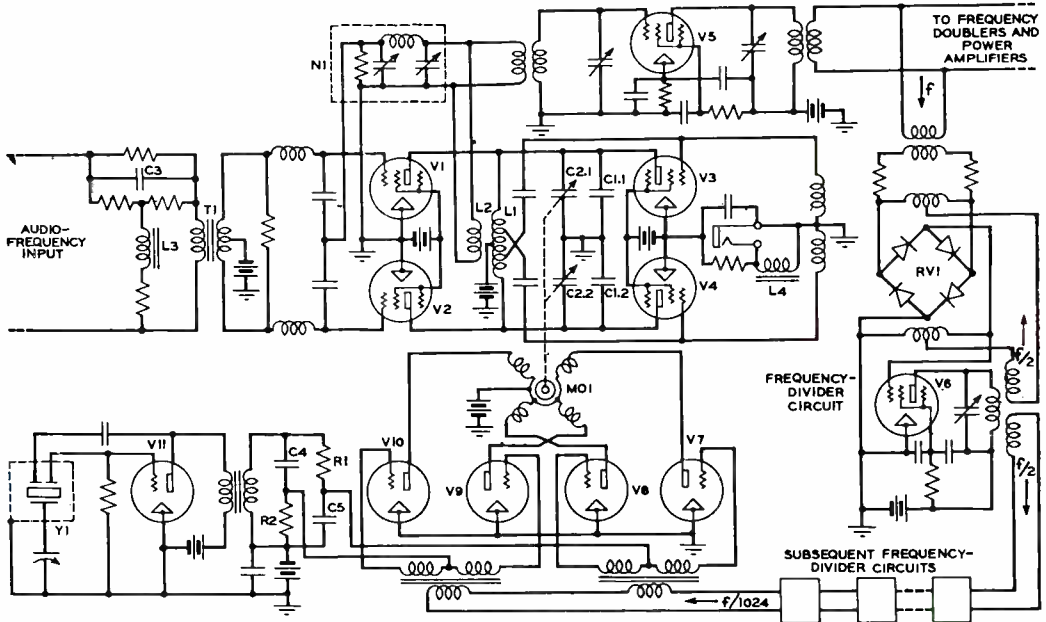 TO FREQUENCY
DOUBLERS AND
POWER
AMPLIFIERS
V5
N1
f
C3
T1
L3
AUDIO-
FREQUENCY
INPUT
V1
V2
L2
L1
C2.1
C1.1
C2.2
C1.2
V3
V4
L4
RV1
f/2
FREQUENCY-
DIVIDER
CIRCUIT
V6
f/2
MO1
V11
Y1
C4
R1
R2
C5
V10
V9
V8
V7
SUBSEQUENT FREQUENCY-
DIVIDER CIRCUITS
f/1024